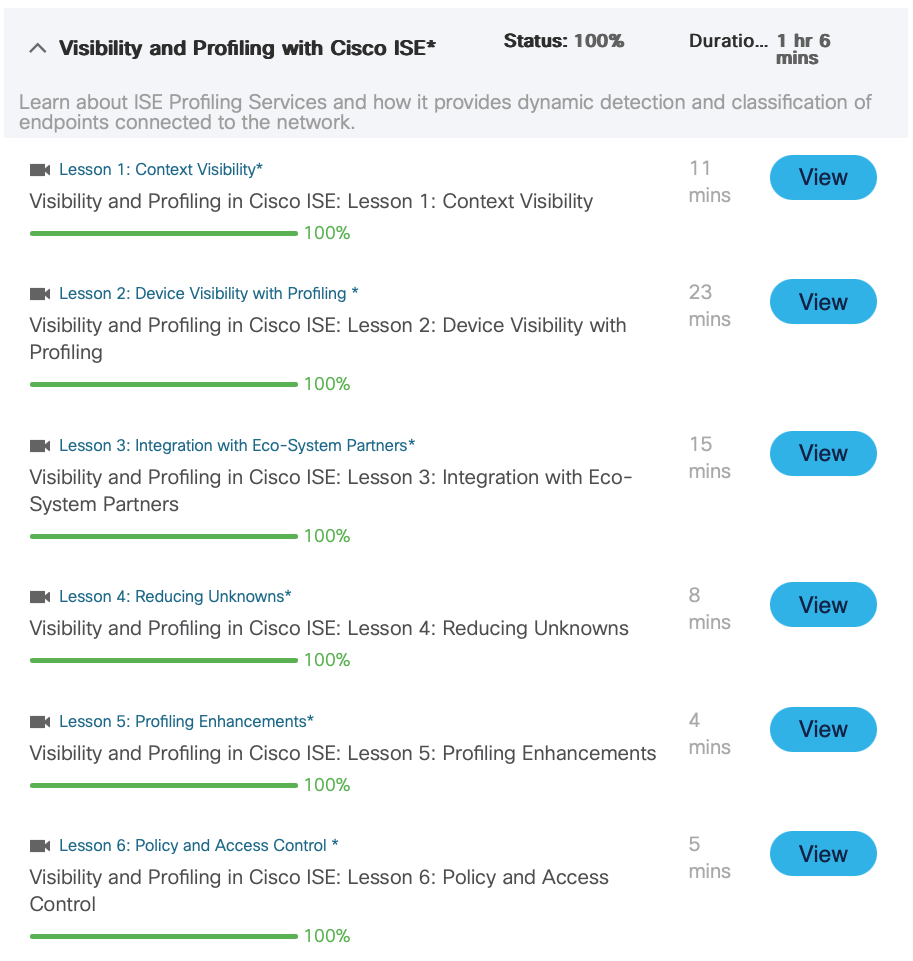 Visibility and Profiling with Cisco ISE*
Status: 100%
Duratio... 1 hr 6
mins
Learn about ISE Profiling Services and how it provides dynamic detection and classification of
endpoints connected to the network.
Lesson 1: Context Visibility*
Visibility and Profiling in Cisco ISE: Lesson 1: Context Visibility
100%
11
mins
View
Lesson 2: Device Visibility with Profiling *
Visibility and Profiling in Cisco ISE: Lesson 2: Device Visibility with
Profiling
100%
23
mins
View
Lesson 3: Integration with Eco-System Partners*
Visibility and Profiling in Cisco ISE: Lesson 3: Integration with Eco-
System Partners
100%
15
mins
View
Lesson 4: Reducing Unknowns*
Visibility and Profiling in Cisco ISE: Lesson 4: Reducing Unknowns
100%
8
mins
View
Lesson 5: Profiling Enhancements*
Visibility and Profiling in Cisco ISE: Lesson 5: Profiling Enhancements
100%
4
mins
View
Lesson 6: Policy and Access Control *
Visibility and Profiling in Cisco ISE: Lesson 6: Policy and Access
Control
100%
5
mins
View